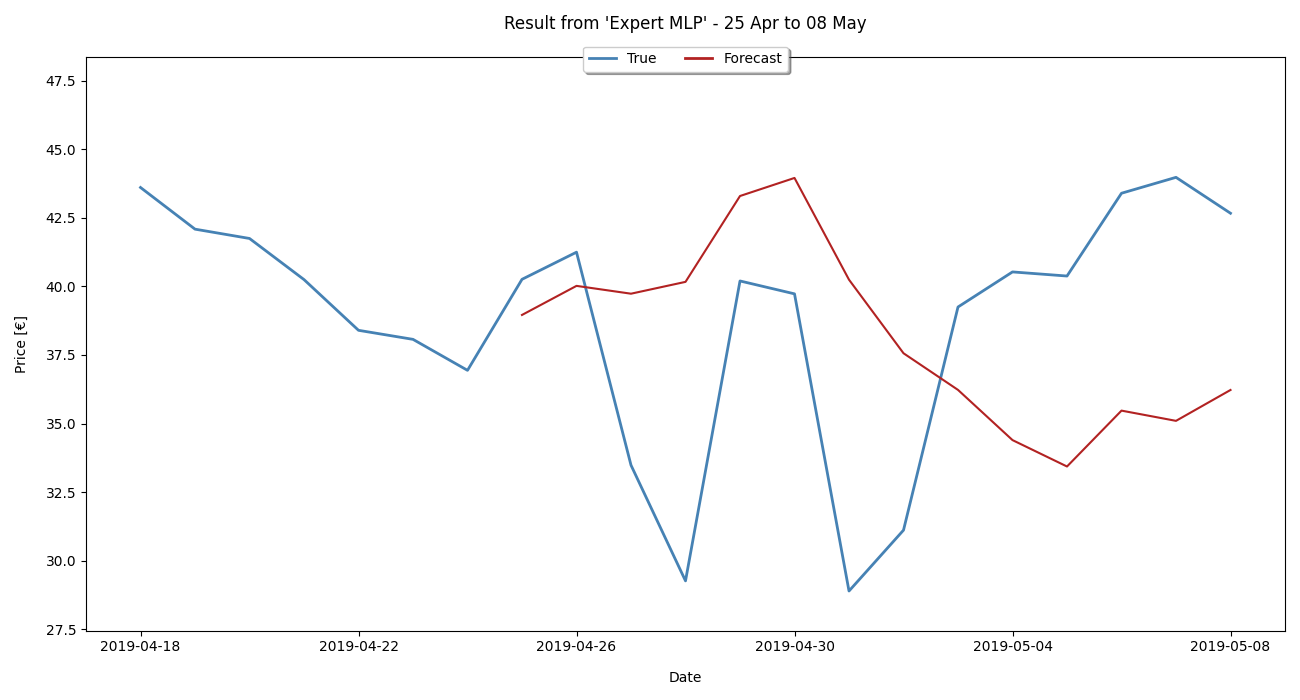 Result from 'Expert MLP' - 25 Apr to 08 May
True Forecast
47.5
45.0
42.5
40.0
37.5
35.0
32.5
30.0
27.5
Price [€]
2019-04-18 2019-04-22 2019-04-26 2019-04-30 2019-05-04 2019-05-08
Date